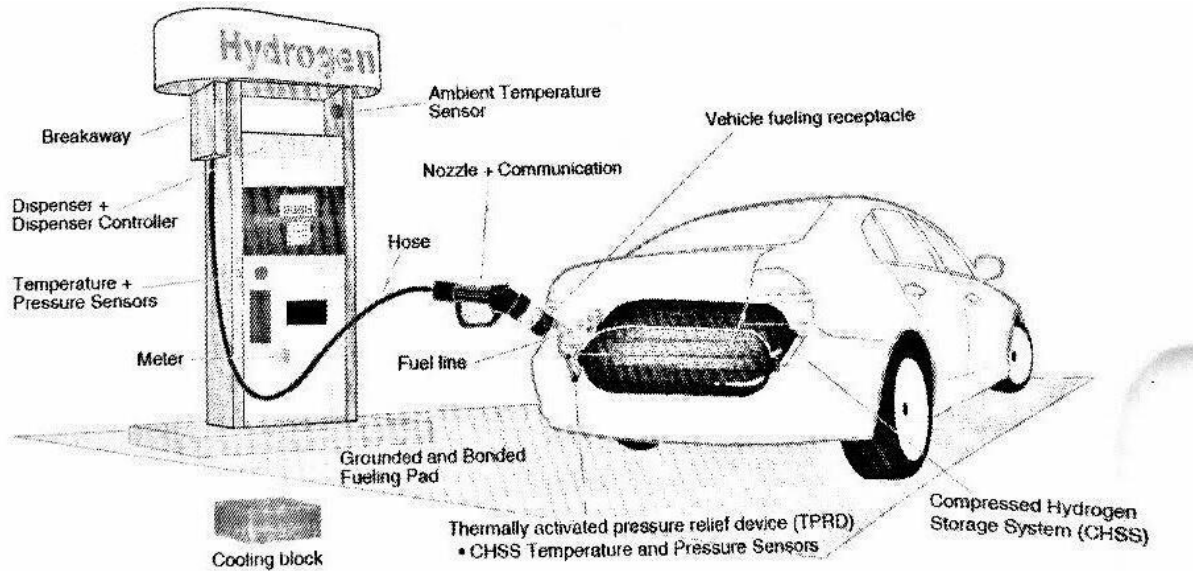 Hydrogen
Ambient Temperature
Sensor
Breakaway
Vehicle fueling receptacle
Nozzle + Communication
Dispenser +
Dispenser Controller
Hose
Temperature +
Pressure Sensors
Meter
Fuel line
Grounded and Bonded
Fueling Pad
Cooling block
Thermally activated pressure relief device (TPRD)
• CHSS Temperature and Pressure Sensors
Compressed Hydrogen
Storage System (CHSS)